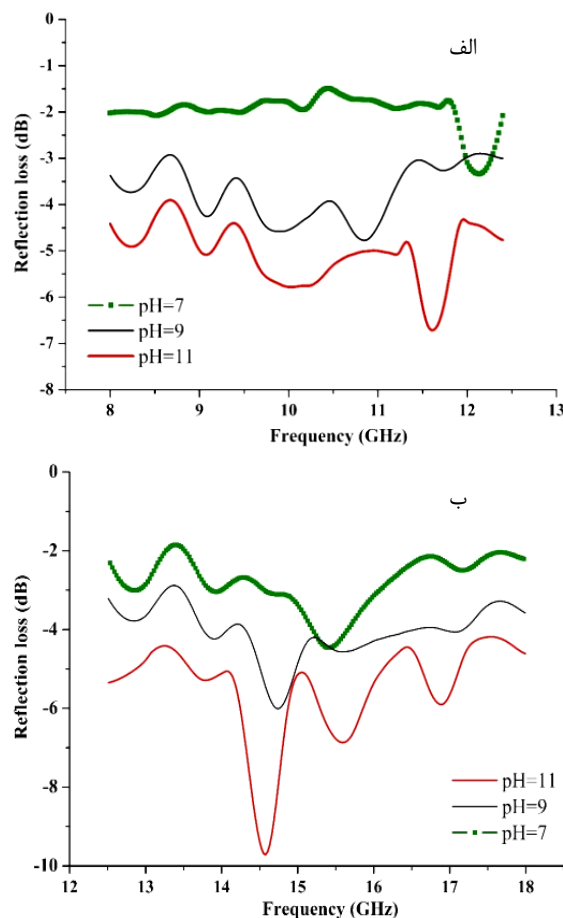 الف
0
-1
-2
-3
-4
-5
-6
-7
-8
Reflection loss (dB)
pH=7
pH=9
pH=11
8 9 10 11 12 13
Frequency (GHz)
ب
0
-2
-4
-6
-8
-10
Reflection loss (dB)
pH=11
pH=9
pH=7
12 13 14 15 16 17 18
Frequency (GHz)